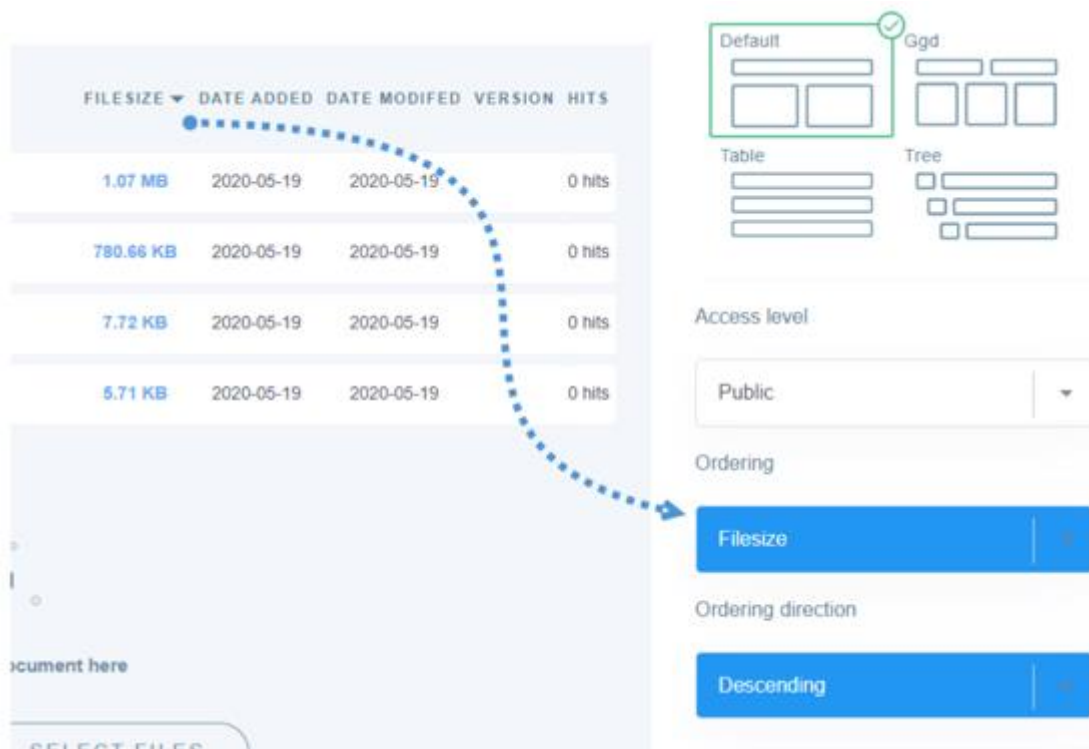 FILESIZE DATE ADDED DATE MODIFED VERSION HITS
1.07 MB 2020-05-19 2020-05-19 0 hits
780.66 KB 2020-05-19 2020-05-19 0 hits
7.72 KB 2020-05-19 2020-05-19 0 hits
5.71 KB 2020-05-19 2020-05-19 0 hits
ocument here
SELECT FILES
Default Ggd
Table Tree
Access level
Public
Ordering
Filesize
Ordering direction
Descending